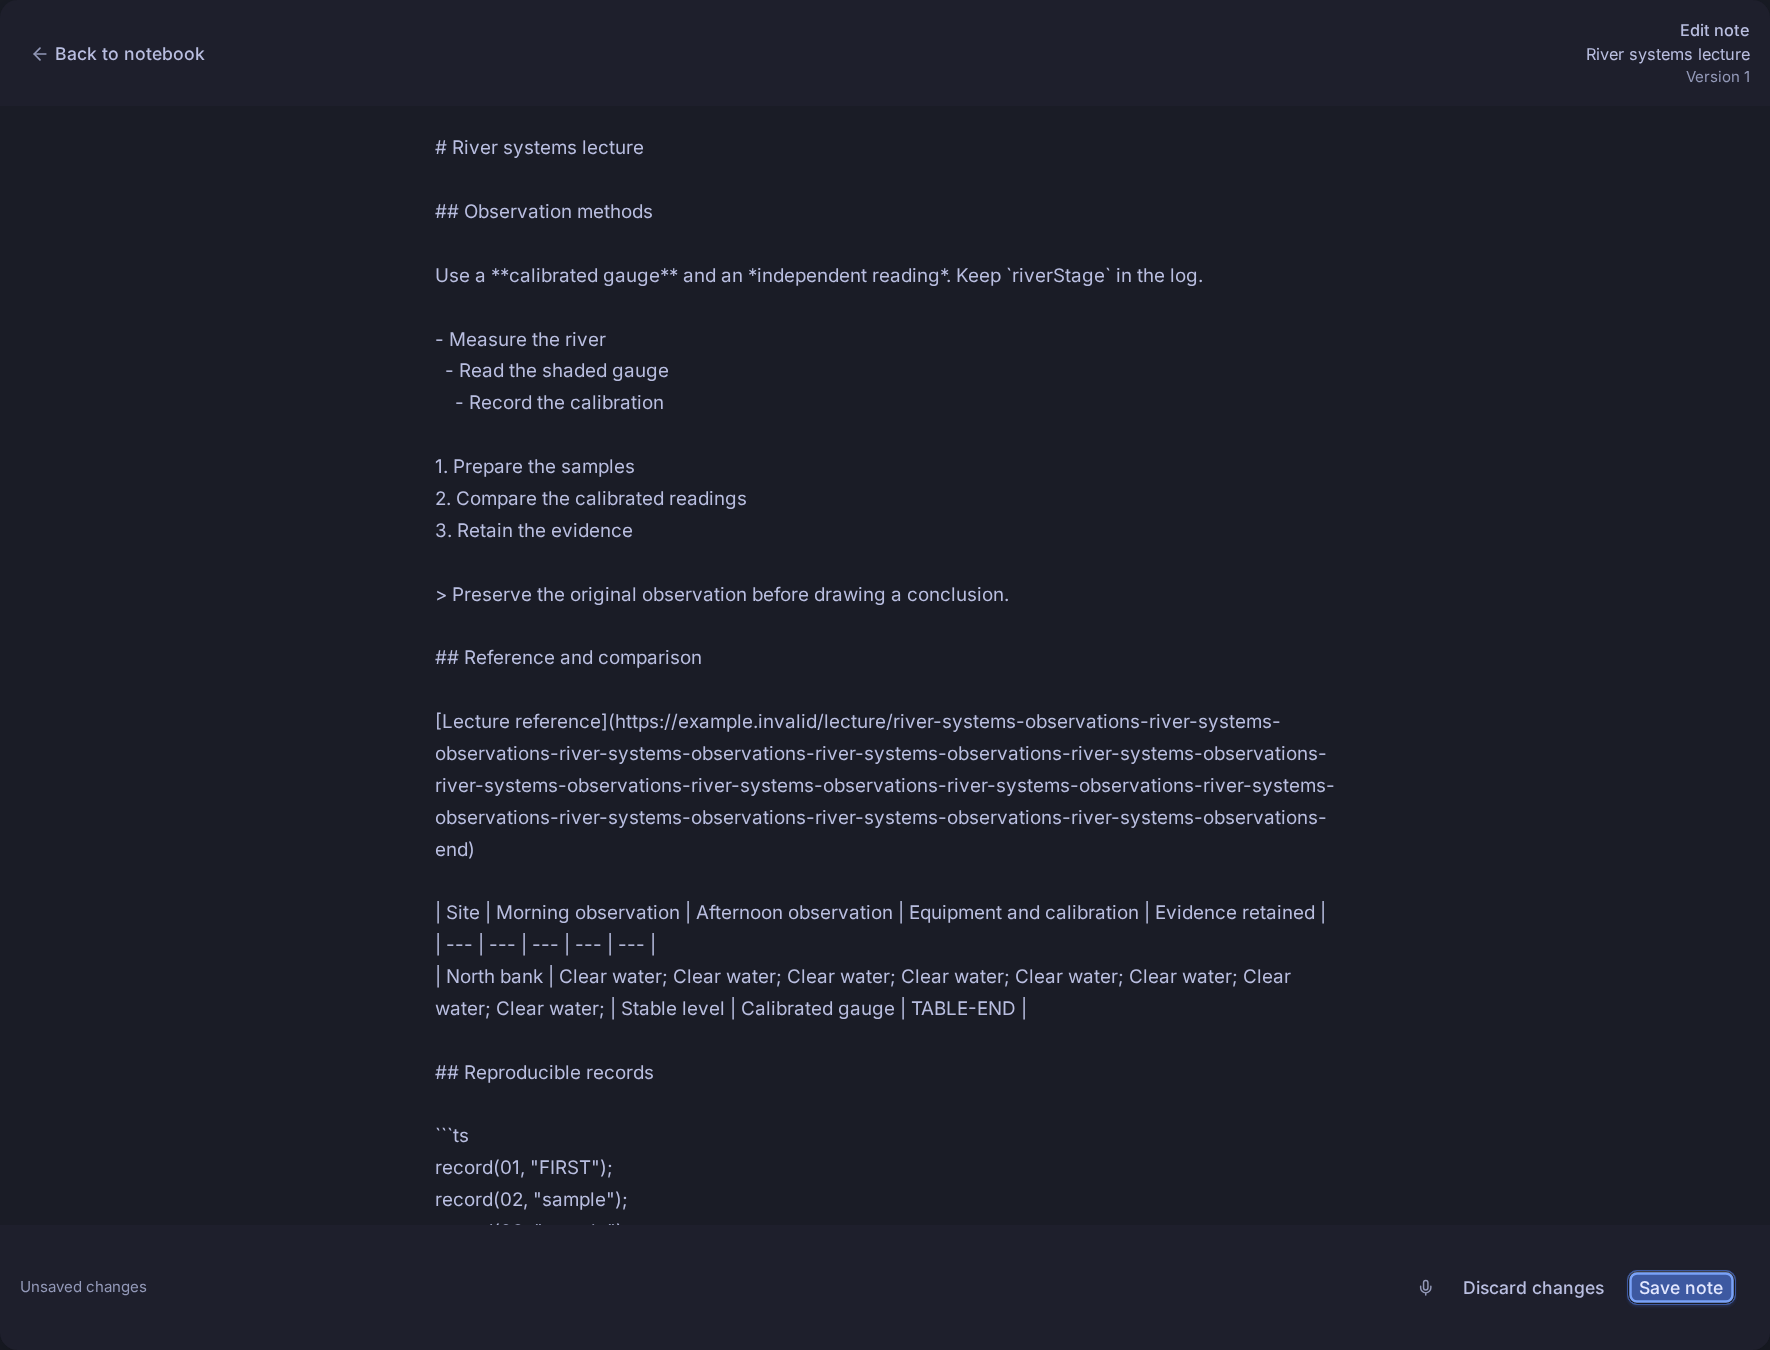 Back to notebook
Edit note
River systems lecture
Version 1
# River systems lecture
## Observation methods
Use a **calibrated gauge** and an *independent reading*. Keep `riverStage` in the log.
- Measure the river
  - Read the shaded gauge
    - Record the calibration
1. Prepare the samples
2. Compare the calibrated readings
3. Retain the evidence
> Preserve the original observation before drawing a conclusion.
## Reference and comparison
[Lecture reference](https://example.invalid/lecture/river-systems-observations-river-systems-
observations-river-systems-observations-river-systems-observations-river-systems-observations-
river-systems-observations-river-systems-observations-river-systems-observations-river-systems-
observations-river-systems-observations-river-systems-observations-river-systems-observations-
end)
| Site | Morning observation | Afternoon observation | Equipment and calibration | Evidence retained |
| --- | --- | --- | --- | --- |
| North bank | Clear water; Clear water; Clear water; Clear water; Clear water; Clear water; Clear
water; Clear water; | Stable level | Calibrated gauge | TABLE-END |
## Reproducible records
```ts
record(01, "FIRST");
record(02, "sample");
Unsaved changes
Discard changes
Save note